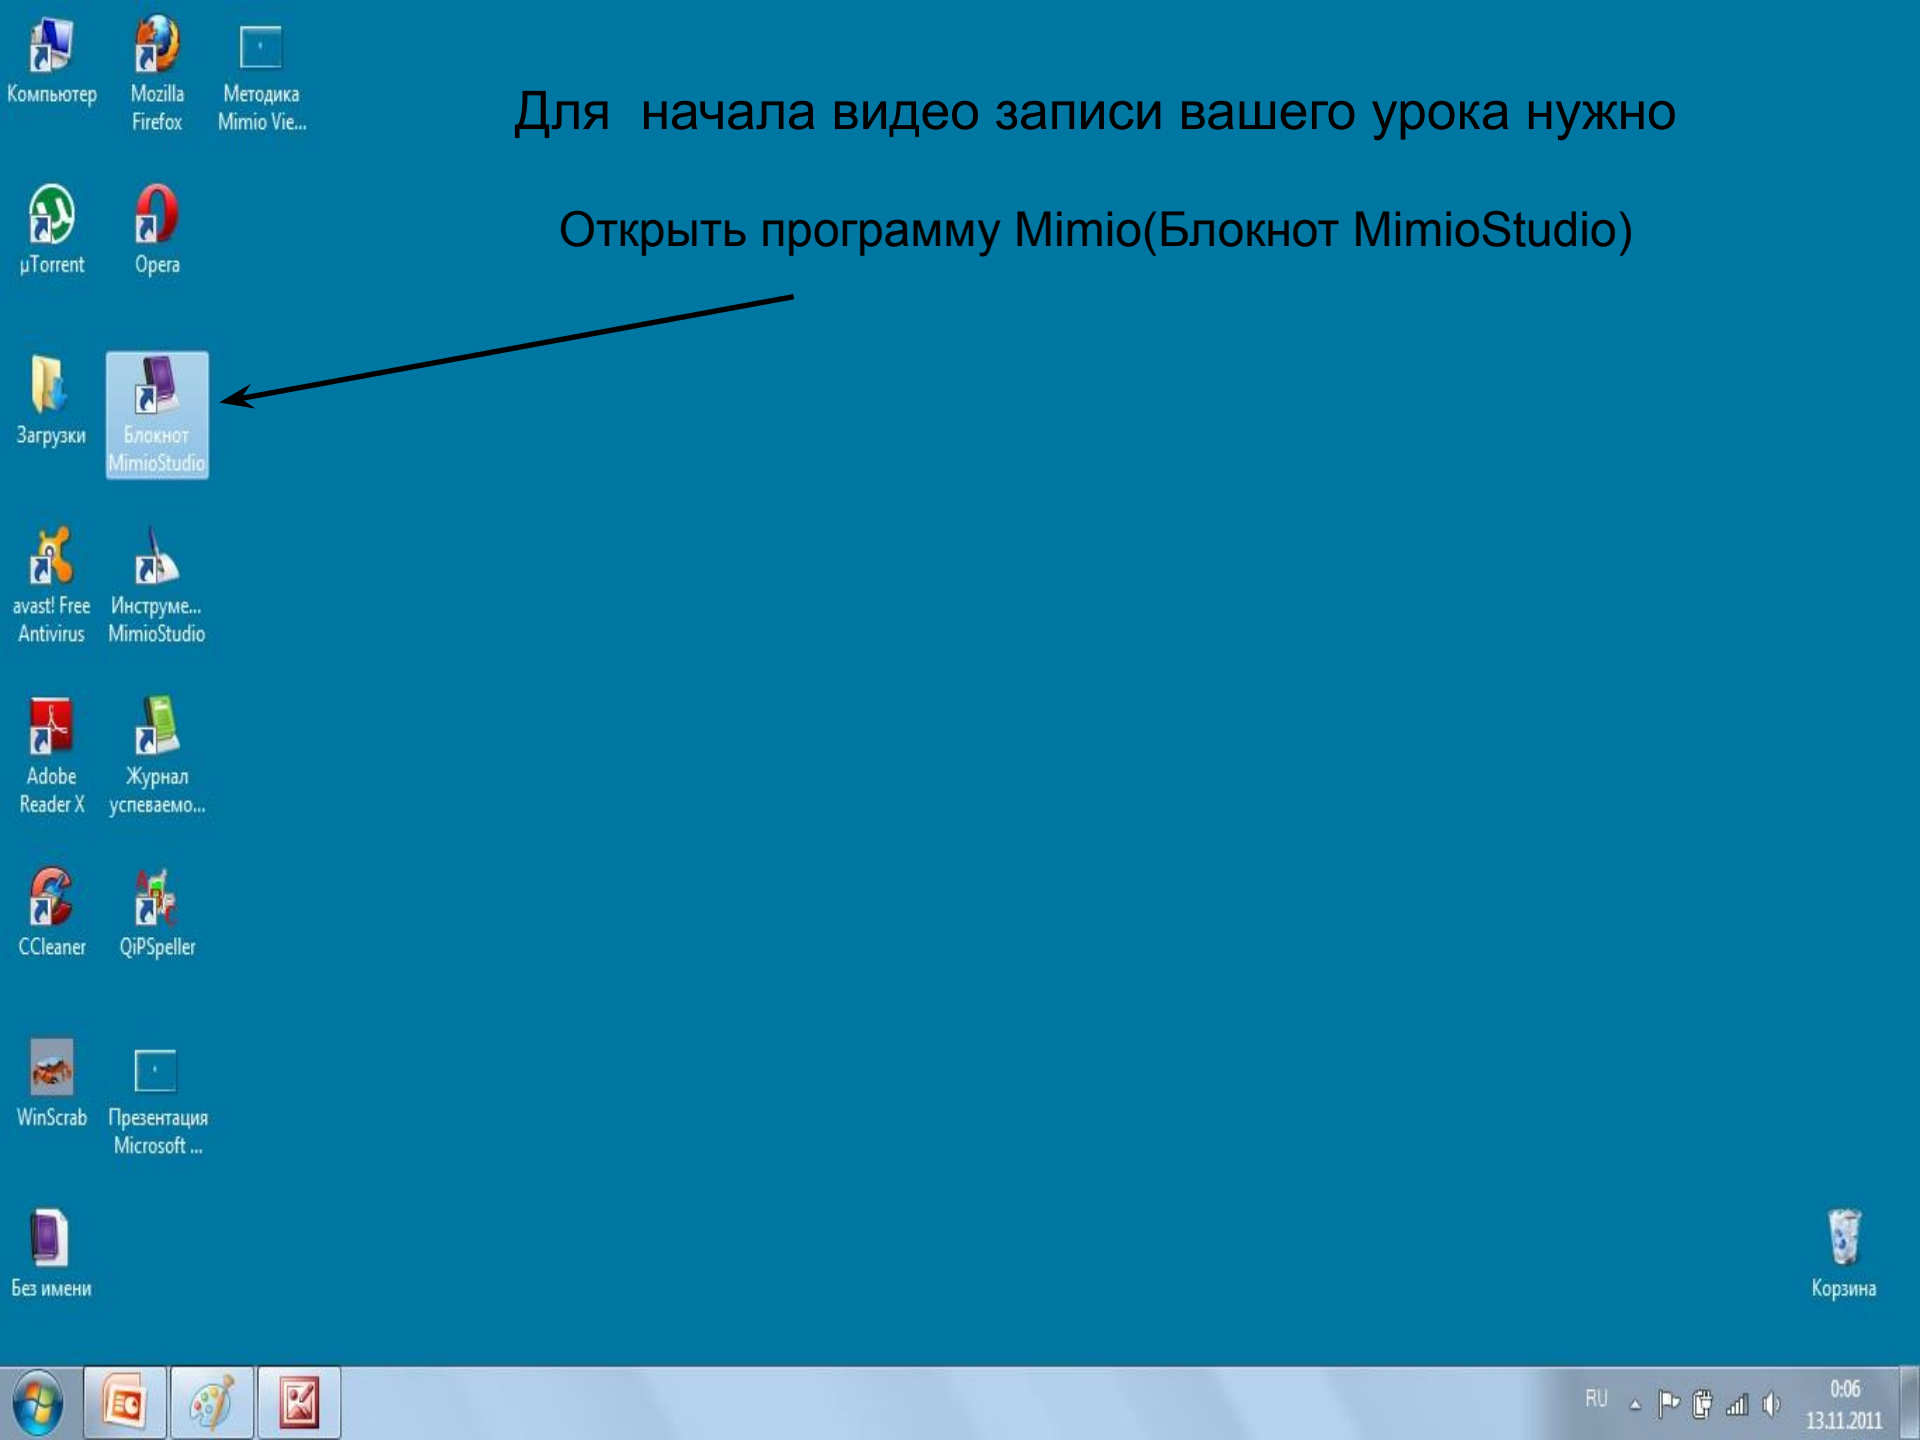 Для  начала видео записи вашего урока нужно
Открыть программу Mimio(Блокнот MimioStudio)
Компьютер
Mozilla
Firefox
Методика
Mimio Vie...
µTorrent
Opera
Загрузки
Блокнот
MimioStudio
avast! Free
Antivirus
Инструме...
MimioStudio
Adobe
Reader X
Журнал
успеваемо...
CCleaner
QiPSpeller
WinScrab
Презентация
Microsoft ...
Без имени
Корзина
RU
0:06
13.11.2011